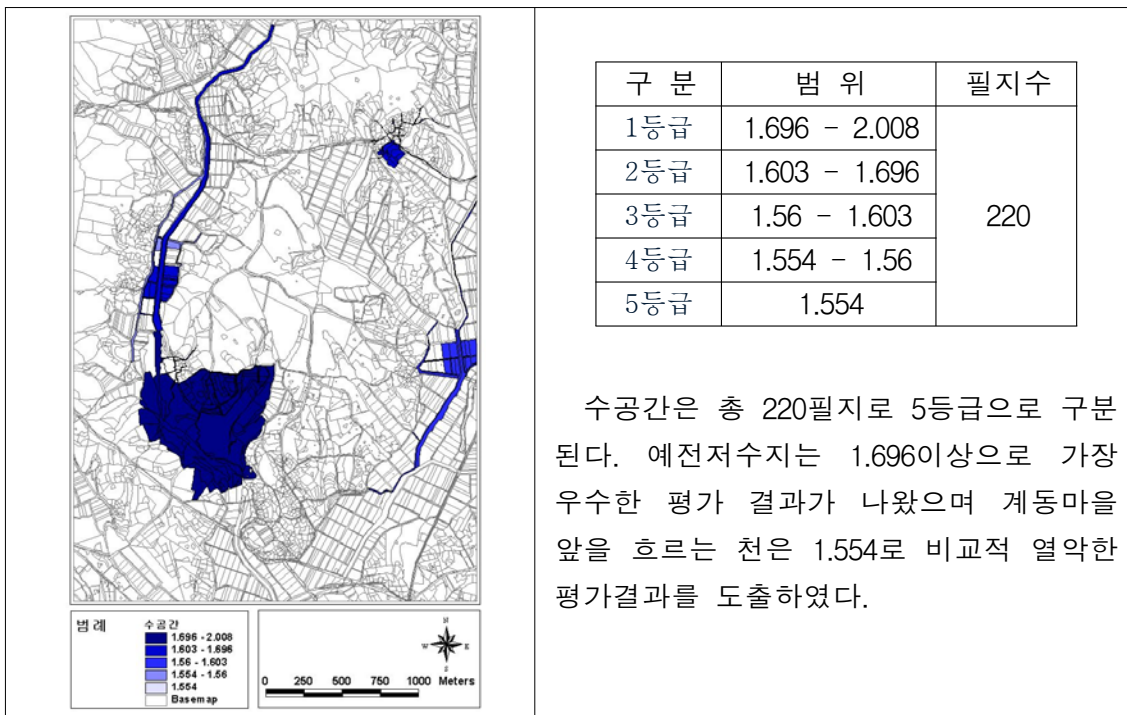 범례
수공간
1.696 - 2.008
1.603 - 1.696
1.56 - 1.603
1.554 - 1.56
1.554
Basemap
N
W E
S
0 250 500 750 1000 Meters
구 분 범 위 필지수
1등급 1.696 - 2.008
2등급 1.603 - 1.696
3등급 1.56 - 1.603 220
4등급 1.554 - 1.56
5등급 1.554
수공간은 총 220필지로 5등급으로 구분
된다. 예전저수지는 1.696이상으로 가장
우수한 평가 결과가 나왔으며 계동마을
앞을 흐르는 천은 1.554로 비교적 열악한
평가결과를 도출하였다.